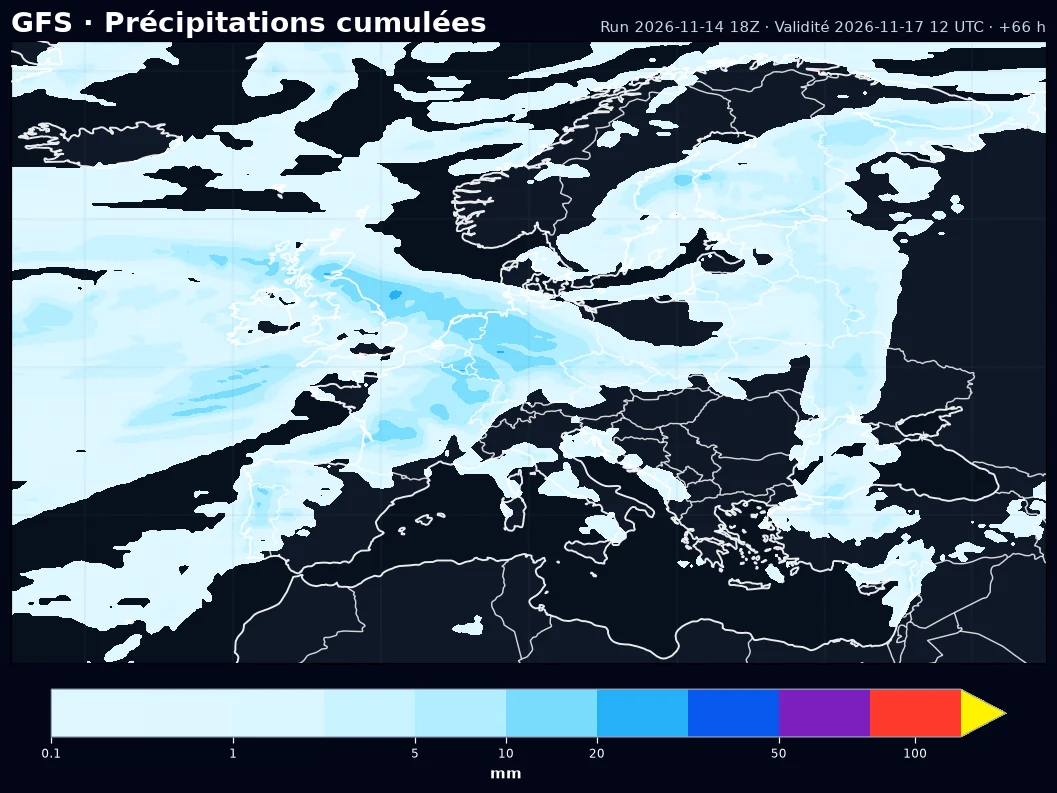 GFS · Précipitations cumulées
Run 2026-11-14 18Z · Validité 2026-11-17 12 UTC · +66 h
0.1 1 5 10 20 50 100
mm